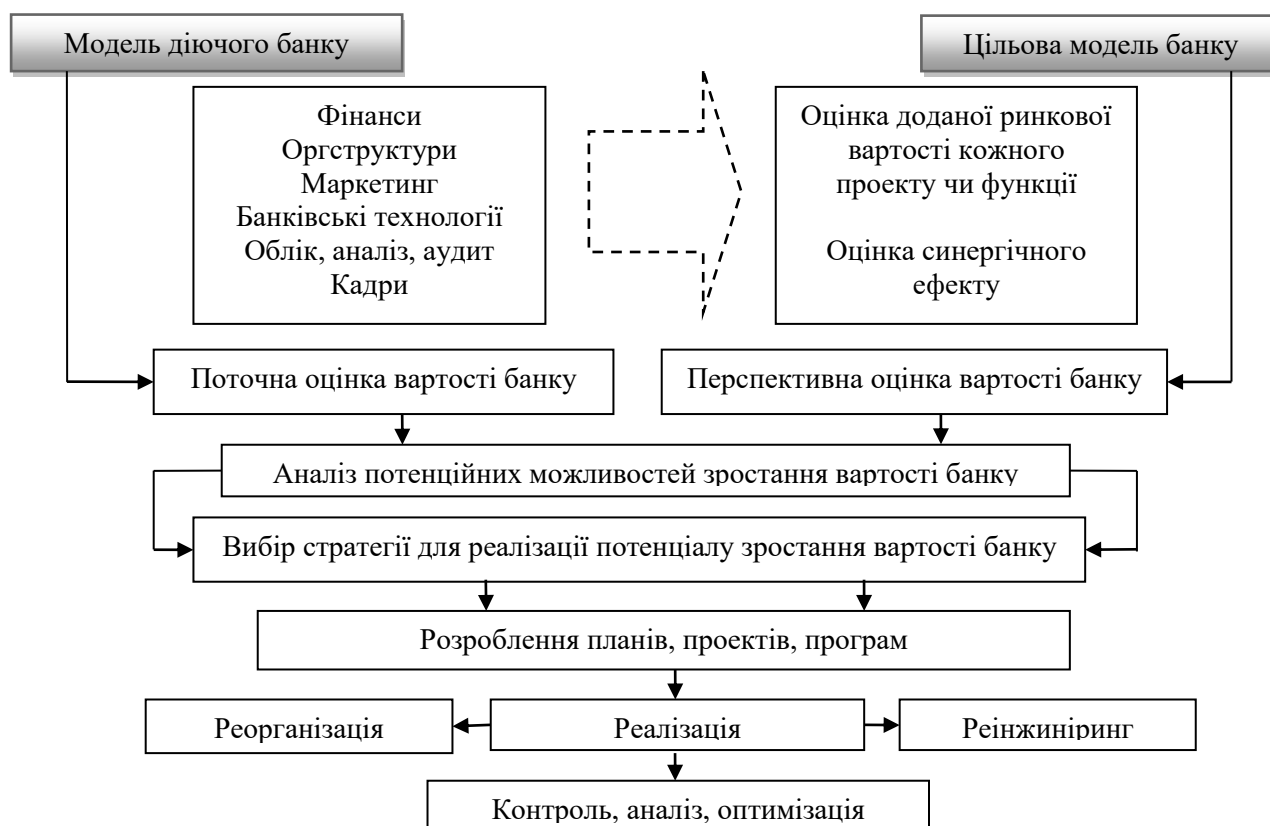 Модель діючого банку
Цільова модель банку
Фінанси
Оргструктури
Маркетинг
Банківські технології
Облік, аналіз, аудит
Кадри
Оцінка доданої ринкової
вартості кожного
проекту чи функції
Оцінка синергічного
ефекту
Поточна оцінка вартості банку
Перспективна оцінка вартості банку
Аналіз потенційних можливостей зростання вартості банку
Вибір стратегії для реалізації потенціалу зростання вартості банку
Розроблення планів, проектів, програм
Реорганізація
Реалізація
Реінжиніринг
Контроль, аналіз, оптимізація